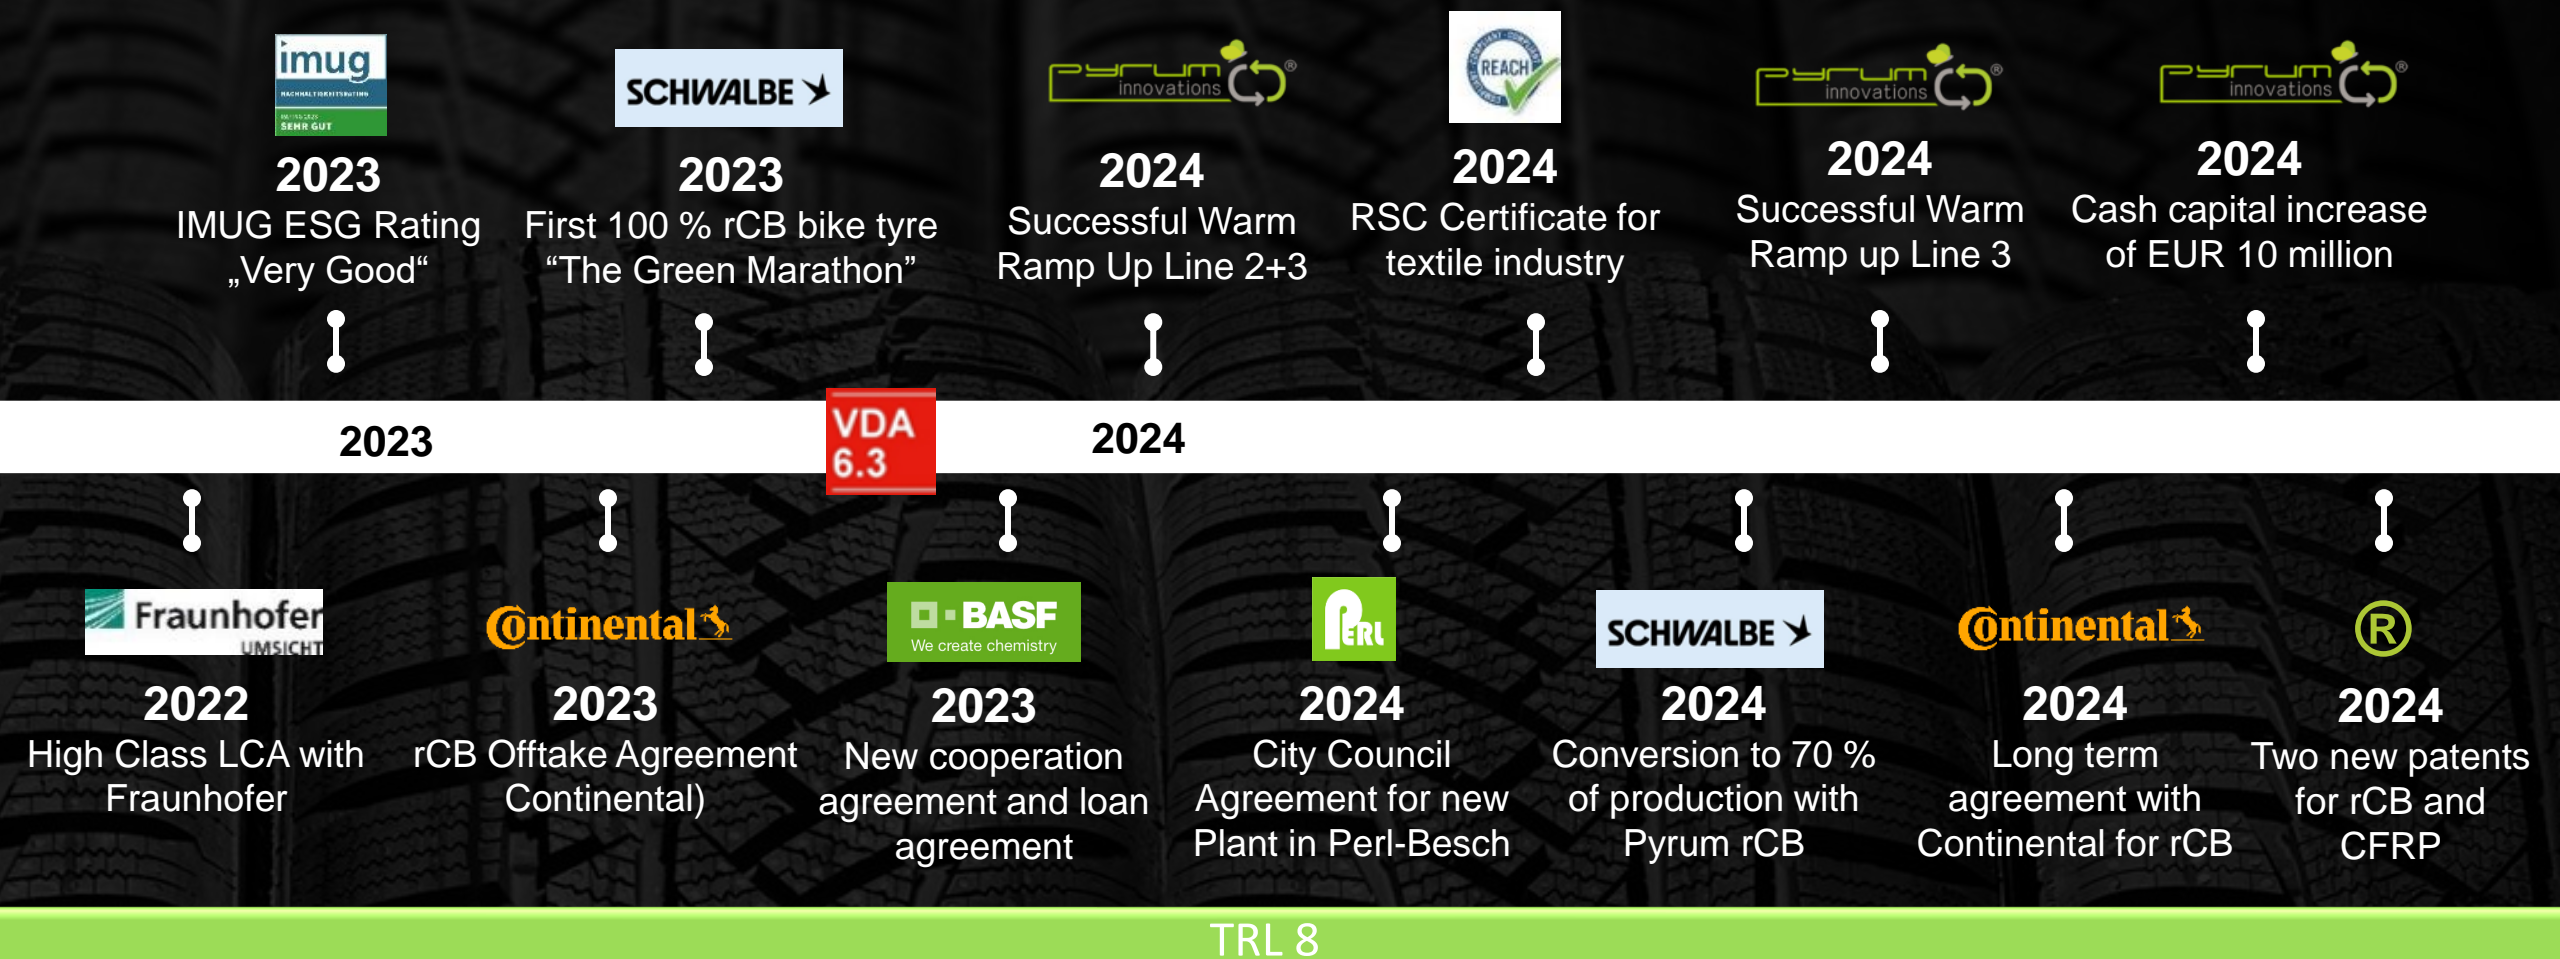 imug
NACHHALTIGKEITSRATING
RATING 2023
SEHR GUT
2023
IMUG ESG Rating
„Very Good“
SCHWALBE
2023
First 100 % rCB bike tyre
“The Green Marathon”
pyrum
innovations
®
2024
Successful Warm
Ramp Up Line 2+3
REACH
2024
RSC Certificate for
textile industry
pyrum
innovations
®
2024
Successful Warm
Ramp up Line 3
pyrum
innovations
®
2024
Cash capital increase
of EUR 10 million
2023
VDA
6.3
2024
Fraunhofer
UMSICHT
2022
High Class LCA with
Fraunhofer
Continental
2023
rCB Offtake Agreement
Continental)
BASF
We create chemistry
2023
New cooperation
agreement and loan
agreement
PERL
2024
City Council
Agreement for new
Plant in Perl-Besch
SCHWALBE
2024
Conversion to 70 %
of production with
Pyrum rCB
Continental
2024
Long term
agreement with
Continental for rCB
®
2024
Two new patents
for rCB and
CFRP
TRL 8